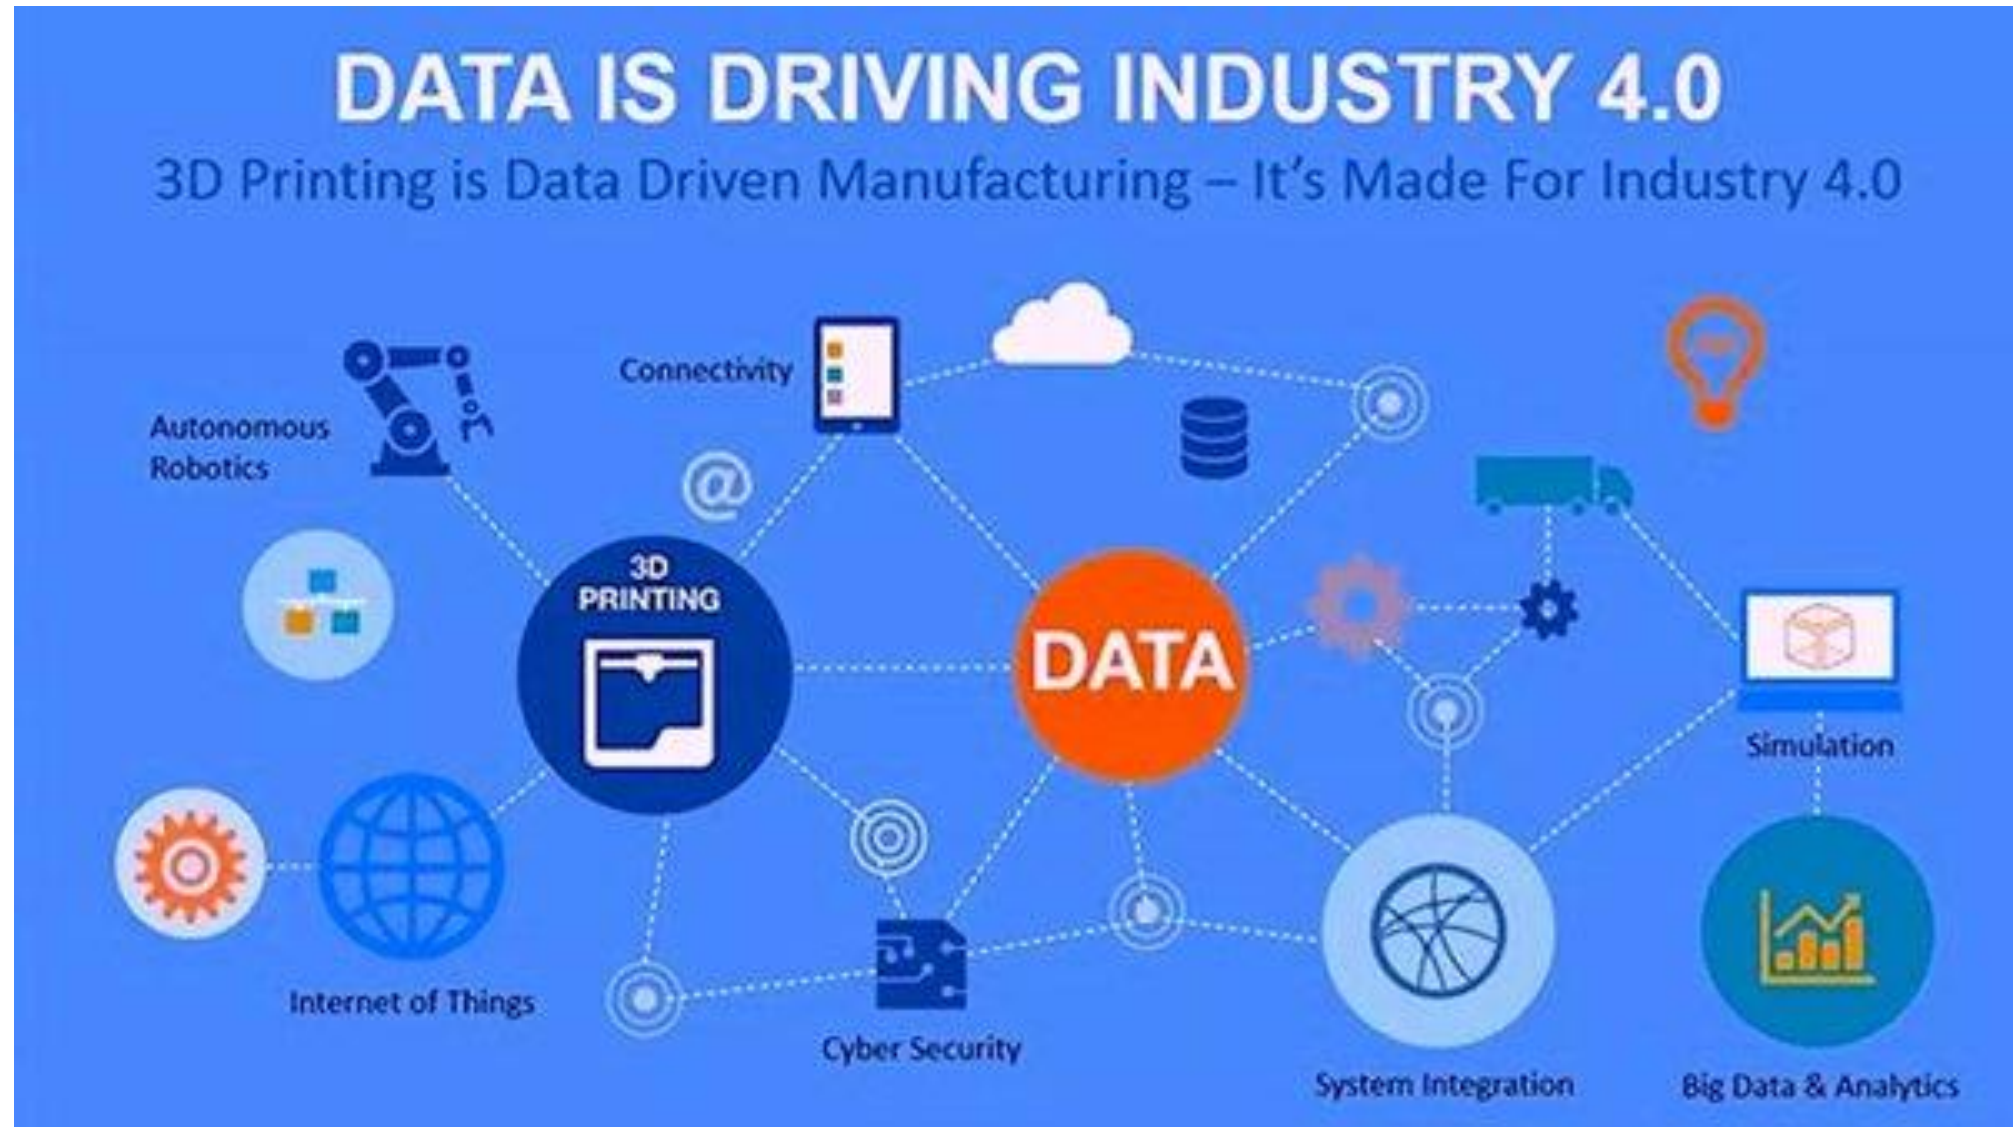 DATA IS DRIVING INDUSTRY 4.0
3D Printing is Data Driven Manufacturing – It's Made For Industry 4.0
Connectivity
Autonomous
Robotics
@
3D
PRINTING
DATA
Simulation
Internet of Things
Cyber Security
System Integration
Big Data & Analytics